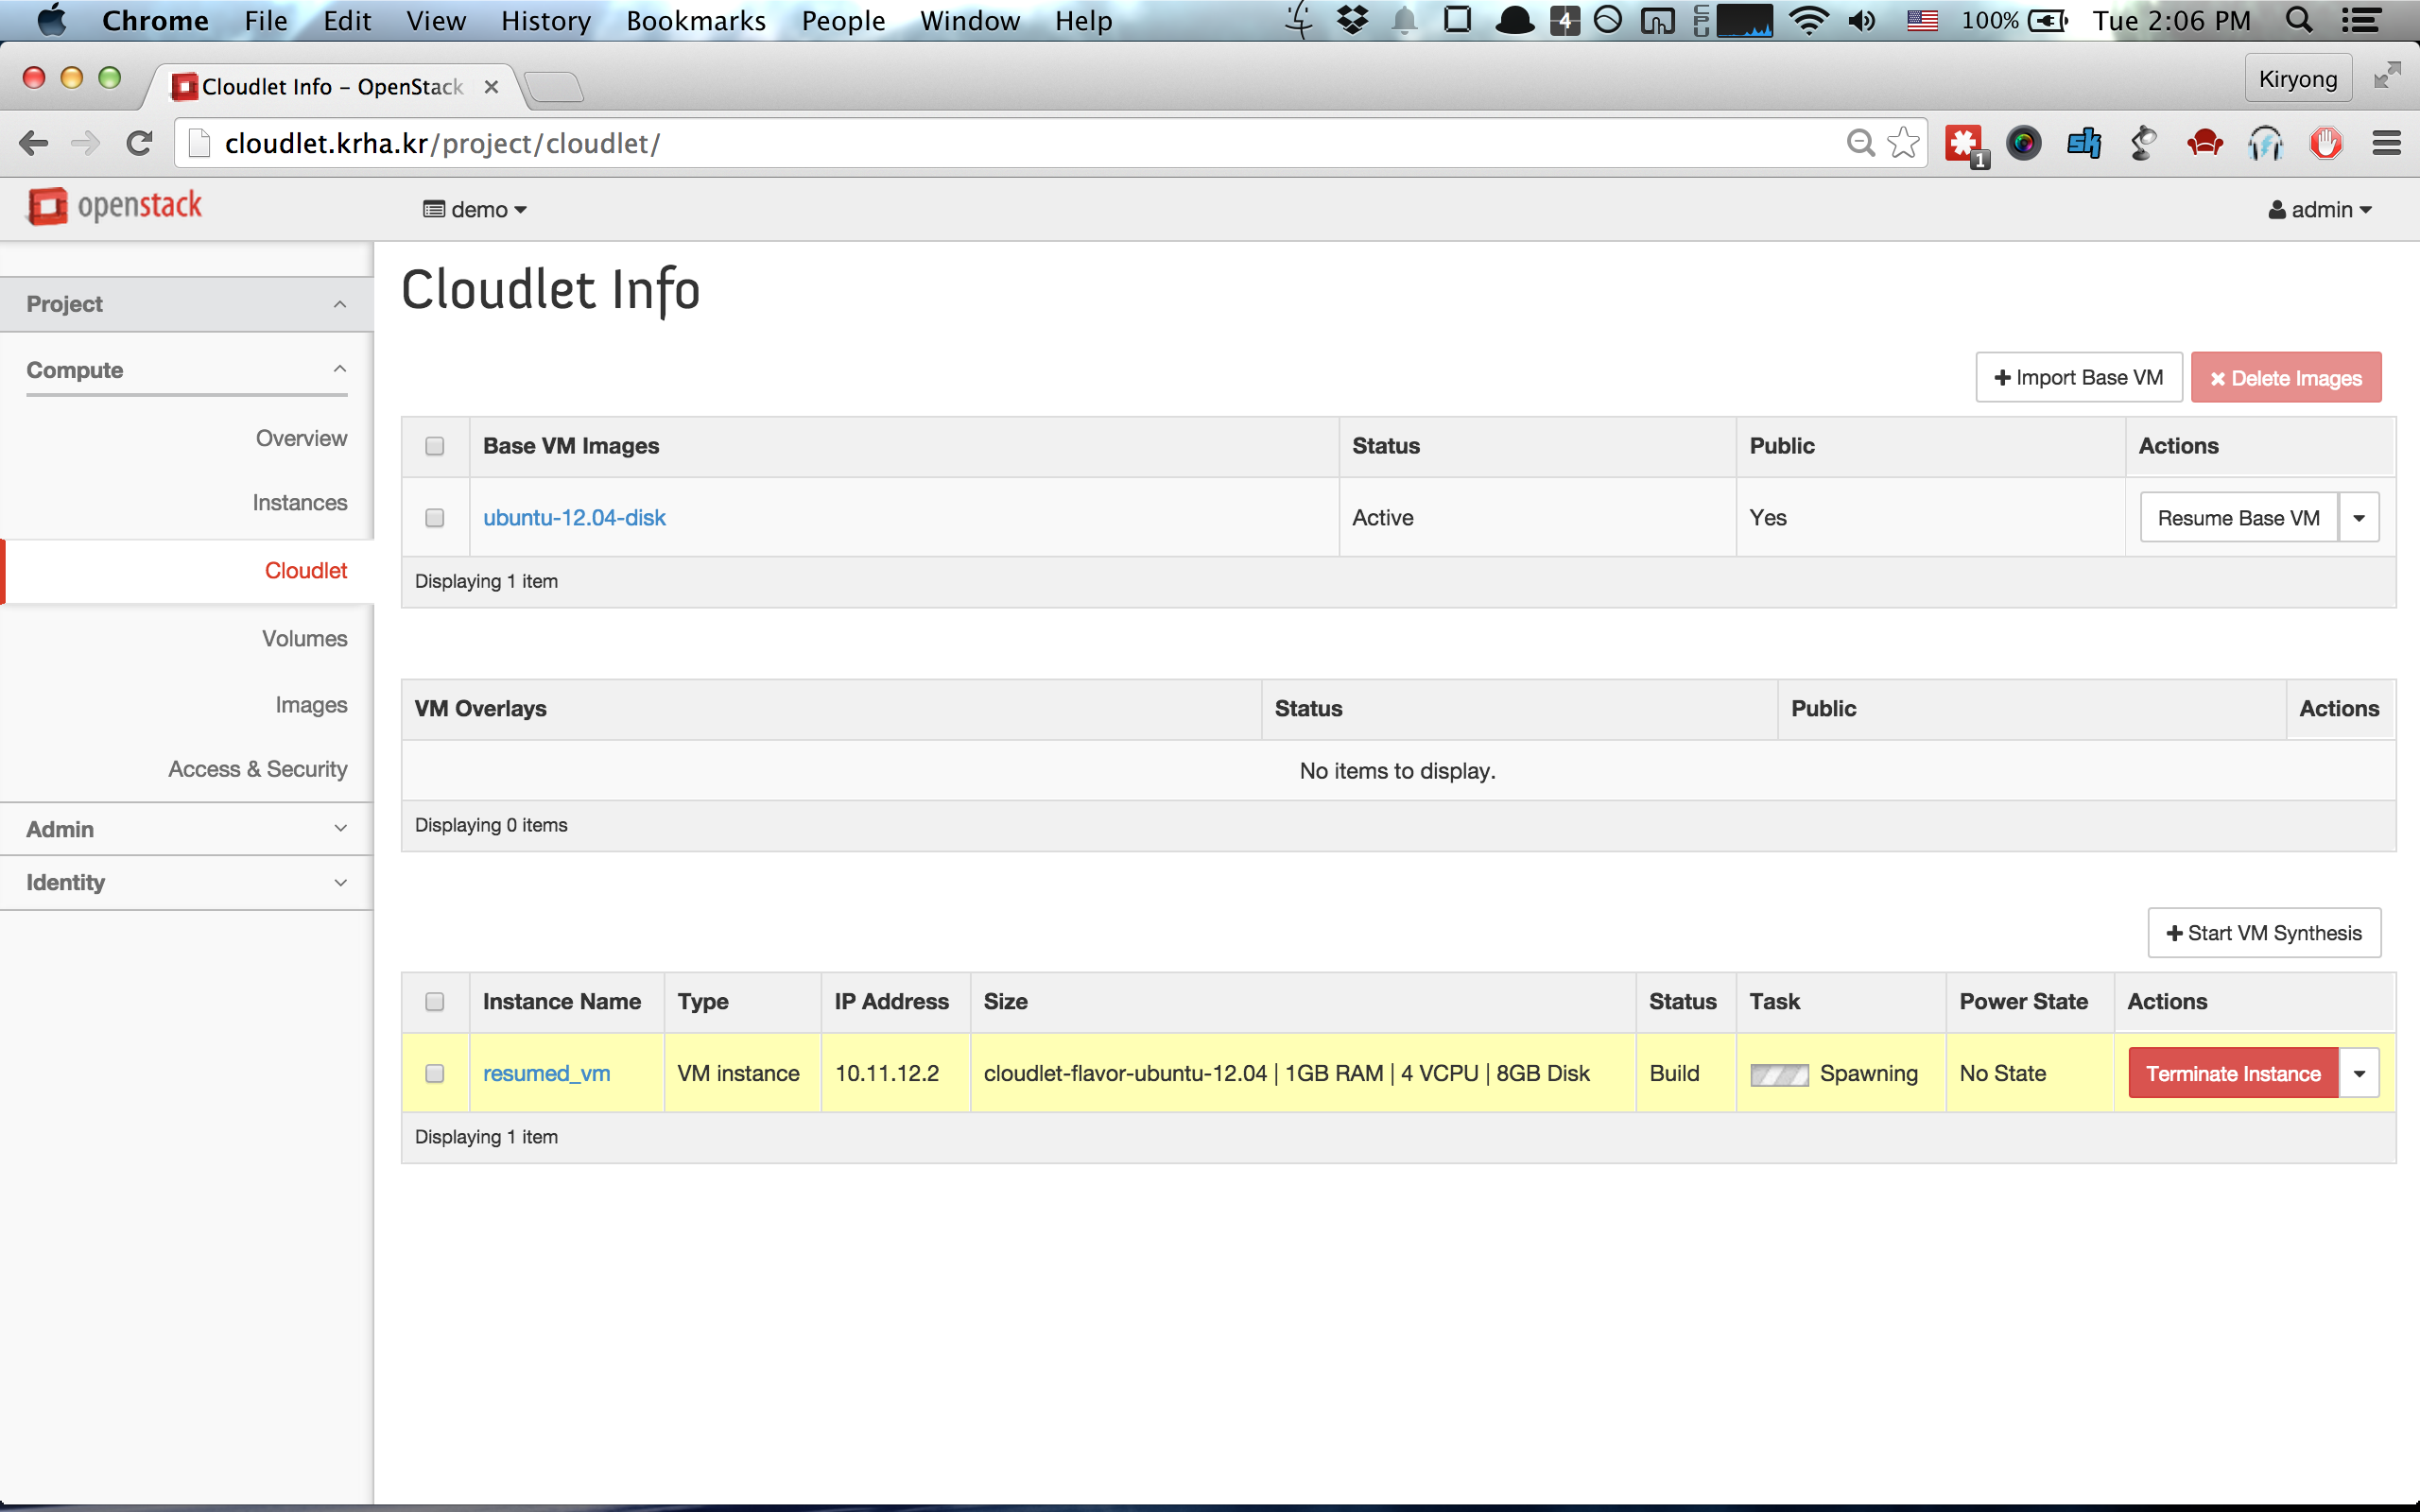 Chrome File Edit View History Bookmarks People Window Help 4 CPU 100% Tue 2:06 PM
Cloudlet Info – OpenStack Kiryong
cloudlet.krha.kr/project/cloudlet/ sk 1
openstack demo admin
Cloudlet Info
Project
Compute
Overview
Instances
Cloudlet
Volumes
Images
Access & Security
Admin
Identity
Import Base VM Delete Images
Base VM Images Status Public Actions
ubuntu-12.04-disk Active Yes Resume Base VM
Displaying 1 item
VM Overlays Status Public Actions
No items to display.
Displaying 0 items
Start VM Synthesis
Instance Name Type IP Address Size Status Task Power State Actions
resumed_vm VM instance 10.11.12.2 cloudlet-flavor-ubuntu-12.04 | 1GB RAM | 4 VCPU | 8GB Disk Build Spawning No State Terminate Instance
Displaying 1 item